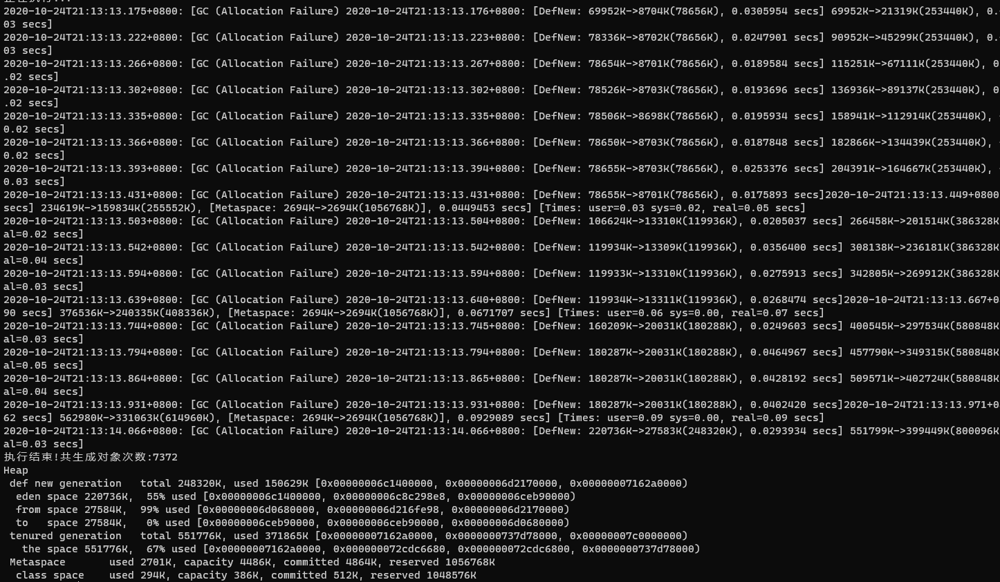 正在执行...
2020-10-24T21:13:13.175+0800: [GC (Allocation Failure) 2020-10-24T21:13:13.176+0800: [DefNew: 69952K->8704K(78656K), 0.0305954 secs] 69952K->21319K(253440K), 0.
03 secs]
2020-10-24T21:13:13.222+0800: [GC (Allocation Failure) 2020-10-24T21:13:13.223+0800: [DefNew: 78336K->8702K(78656K), 0.0247901 secs] 90952K->45299K(253440K), 0.
03 secs]
2020-10-24T21:13:13.266+0800: [GC (Allocation Failure) 2020-10-24T21:13:13.267+0800: [DefNew: 78654K->8701K(78656K), 0.0189584 secs] 115251K->67111K(253440K), 0
.02 secs]
2020-10-24T21:13:13.302+0800: [GC (Allocation Failure) 2020-10-24T21:13:13.302+0800: [DefNew: 78526K->8703K(78656K), 0.0193696 secs] 136936K->89137K(253440K), 0
.02 secs]
2020-10-24T21:13:13.335+0800: [GC (Allocation Failure) 2020-10-24T21:13:13.335+0800: [DefNew: 78506K->8698K(78656K), 0.0195934 secs] 158941K->112914K(253440K),
0.02 secs]
2020-10-24T21:13:13.366+0800: [GC (Allocation Failure) 2020-10-24T21:13:13.366+0800: [DefNew: 78650K->8703K(78656K), 0.0187848 secs] 182866K->134439K(253440K),
0.02 secs]
2020-10-24T21:13:13.393+0800: [GC (Allocation Failure) 2020-10-24T21:13:13.394+0800: [DefNew: 78655K->8703K(78656K), 0.0253376 secs] 204391K->164667K(253440K),
0.03 secs]
2020-10-24T21:13:13.431+0800: [GC (Allocation Failure) 2020-10-24T21:13:13.431+0800: [DefNew: 78655K->8701K(78656K), 0.0175893 secs]2020-10-24T21:13:13.449+0800
secs] 234619K->159834K(255552K), [Metaspace: 2694K->2694K(1056768K)], 0.0449453 secs] [Times: user=0.03 sys=0.02, real=0.05 secs]
2020-10-24T21:13:13.503+0800: [GC (Allocation Failure) 2020-10-24T21:13:13.504+0800: [DefNew: 106624K->13310K(119936K), 0.0205037 secs] 266458K->201514K(386328K
al=0.02 secs]
2020-10-24T21:13:13.542+0800: [GC (Allocation Failure) 2020-10-24T21:13:13.542+0800: [DefNew: 119934K->13309K(119936K), 0.0356400 secs] 308138K->236181K(386328K
al=0.04 secs]
2020-10-24T21:13:13.594+0800: [GC (Allocation Failure) 2020-10-24T21:13:13.594+0800: [DefNew: 119933K->13310K(119936K), 0.0275913 secs] 342805K->269912K(386328K
al=0.03 secs]
2020-10-24T21:13:13.639+0800: [GC (Allocation Failure) 2020-10-24T21:13:13.640+0800: [DefNew: 119934K->13311K(119936K), 0.0268474 secs]2020-10-24T21:13:13.667+0
90 secs] 376536K->240335K(408336K), [Metaspace: 2694K->2694K(1056768K)], 0.0671707 secs] [Times: user=0.06 sys=0.00, real=0.07 secs]
2020-10-24T21:13:13.744+0800: [GC (Allocation Failure) 2020-10-24T21:13:13.745+0800: [DefNew: 160209K->20031K(180288K), 0.0249603 secs] 400545K->297534K(580848K
al=0.03 secs]
2020-10-24T21:13:13.794+0800: [GC (Allocation Failure) 2020-10-24T21:13:13.794+0800: [DefNew: 180287K->20031K(180288K), 0.0464967 secs] 457790K->349315K(580848K
al=0.05 secs]
2020-10-24T21:13:13.864+0800: [GC (Allocation Failure) 2020-10-24T21:13:13.865+0800: [DefNew: 180287K->20031K(180288K), 0.0428192 secs] 509571K->402724K(580848K
al=0.04 secs]
2020-10-24T21:13:13.931+0800: [GC (Allocation Failure) 2020-10-24T21:13:13.931+0800: [DefNew: 180287K->20031K(180288K), 0.0402420 secs]2020-10-24T21:13:13.971+0
62 secs] 562980K->331063K(614960K), [Metaspace: 2694K->2694K(1056768K)], 0.0929089 secs] [Times: user=0.09 sys=0.00, real=0.09 secs]
2020-10-24T21:13:14.066+0800: [GC (Allocation Failure) 2020-10-24T21:13:14.066+0800: [DefNew: 220736K->27583K(248320K), 0.0293934 secs] 551799K->399449K(800096K
al=0.03 secs]
执行结束!共生成对象次数:7372
Heap
 def new generation   total 248320K, used 150629K [0x00000006c1400000, 0x00000006d2170000, 0x00000007162a0000)
  eden space 220736K,  55% used [0x00000006c1400000, 0x00000006c8c298e8, 0x00000006ceb90000)
  from space 27584K,  99% used [0x00000006d0680000, 0x00000006d216fe98, 0x00000006d2170000)
  to   space 27584K,   0% used [0x00000006ceb90000, 0x00000006ceb90000, 0x00000006d0680000)
 tenured generation   total 551776K, used 371865K [0x00000007162a0000, 0x0000000737d78000, 0x00000007c0000000)
   the space 551776K,  67% used [0x00000007162a0000, 0x000000072cdc6680, 0x000000072cdc6800, 0x0000000737d78000)
 Metaspace       used 2701K, capacity 4486K, committed 4864K, reserved 1056768K
  class space    used 294K, capacity 386K, committed 512K, reserved 1048576K